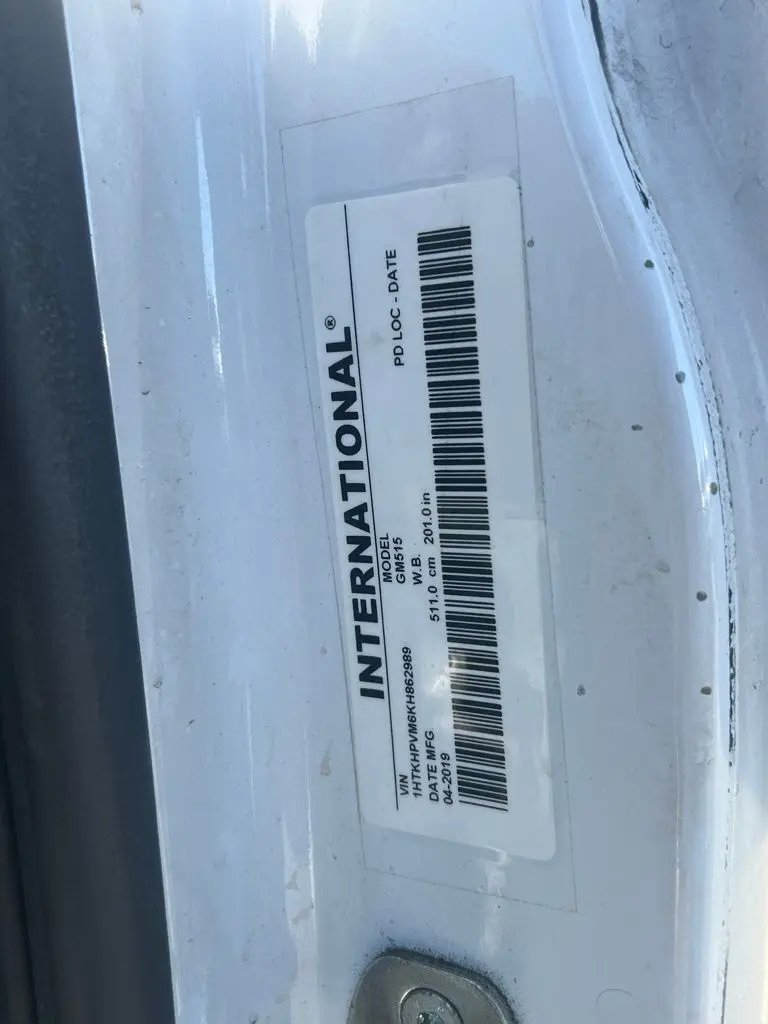 INTERNATIONAL®
VIN
1HTKHPVM6KH862989
MODEL
GM515
PD LOC - DATE
DATE MFG
04-2019
W.B.
511.0 cm 201.0 in